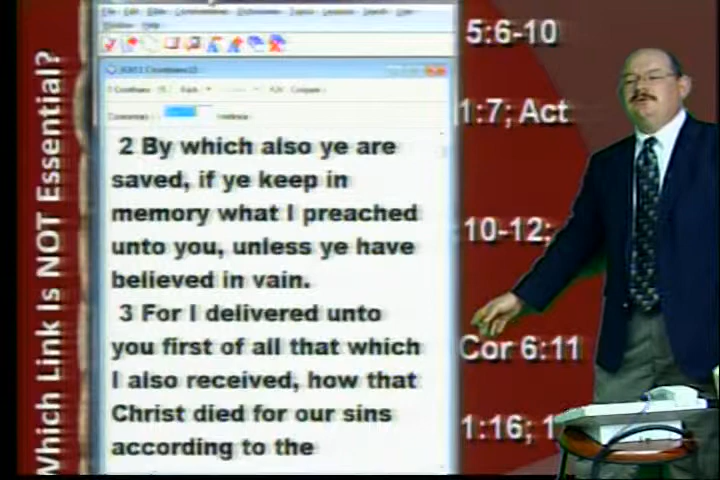 Which Link Is NOT Essential?
5:6-10
1:7; Act
10-12;
Cor 6:11
1:16; 1
2 By which also ye are
saved, if ye keep in
memory what I preached
unto you, unless ye have
believed in vain.
3 For I delivered unto
you first of all that which
I also received, how that
Christ died for our sins
according to the